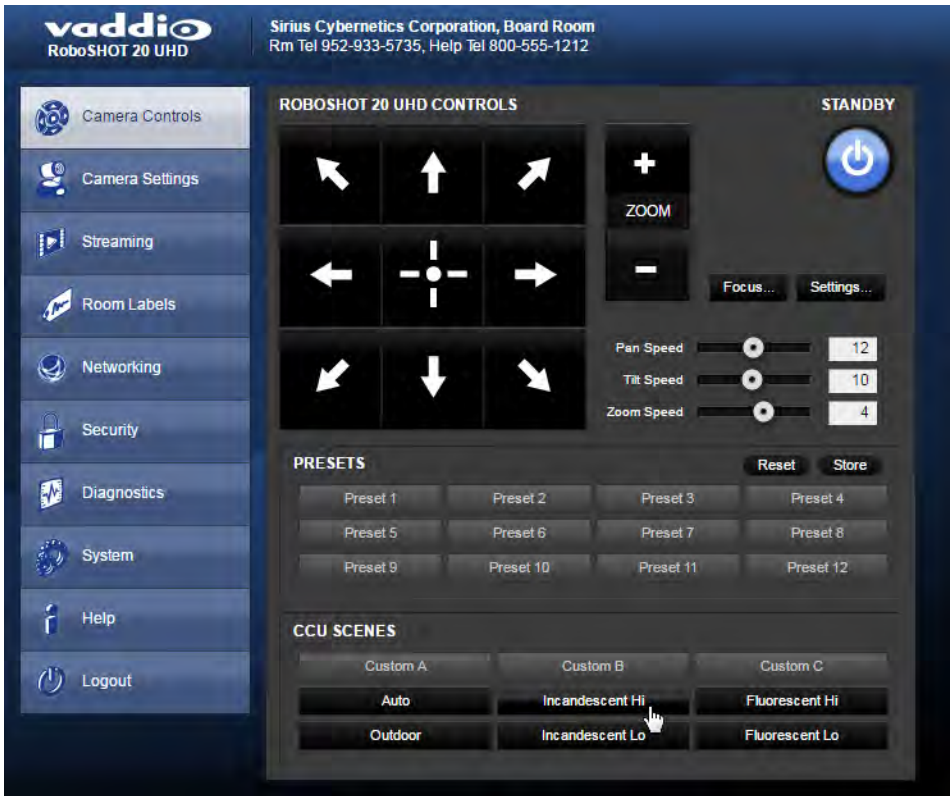 vaddio
RoboSHOT 20 UHD
Sirius Cybernetics Corporation, Board Room
Rm Tel 952-933-5735, Help Tel 800-555-1212
Camera Controls
Camera Settings
Streaming
Room Labels
Networking
Security
Diagnostics
System
Help
Logout
ROBOSHOT 20 UHD CONTROLS
STANDBY
+
ZOOM
-
Focus...
Settings...
Pan Speed 12
Tilt Speed 10
Zoom Speed 4
PRESETS
Reset Store
Preset 1 Preset 2 Preset 3 Preset 4
Preset 5 Preset 6 Preset 7 Preset 8
Preset 9 Preset 10 Preset 11 Preset 12
CCU SCENES
Custom A Custom B Custom C
Auto Incandescent Hi Fluorescent Hi
Outdoor Incandescent Lo Fluorescent Lo